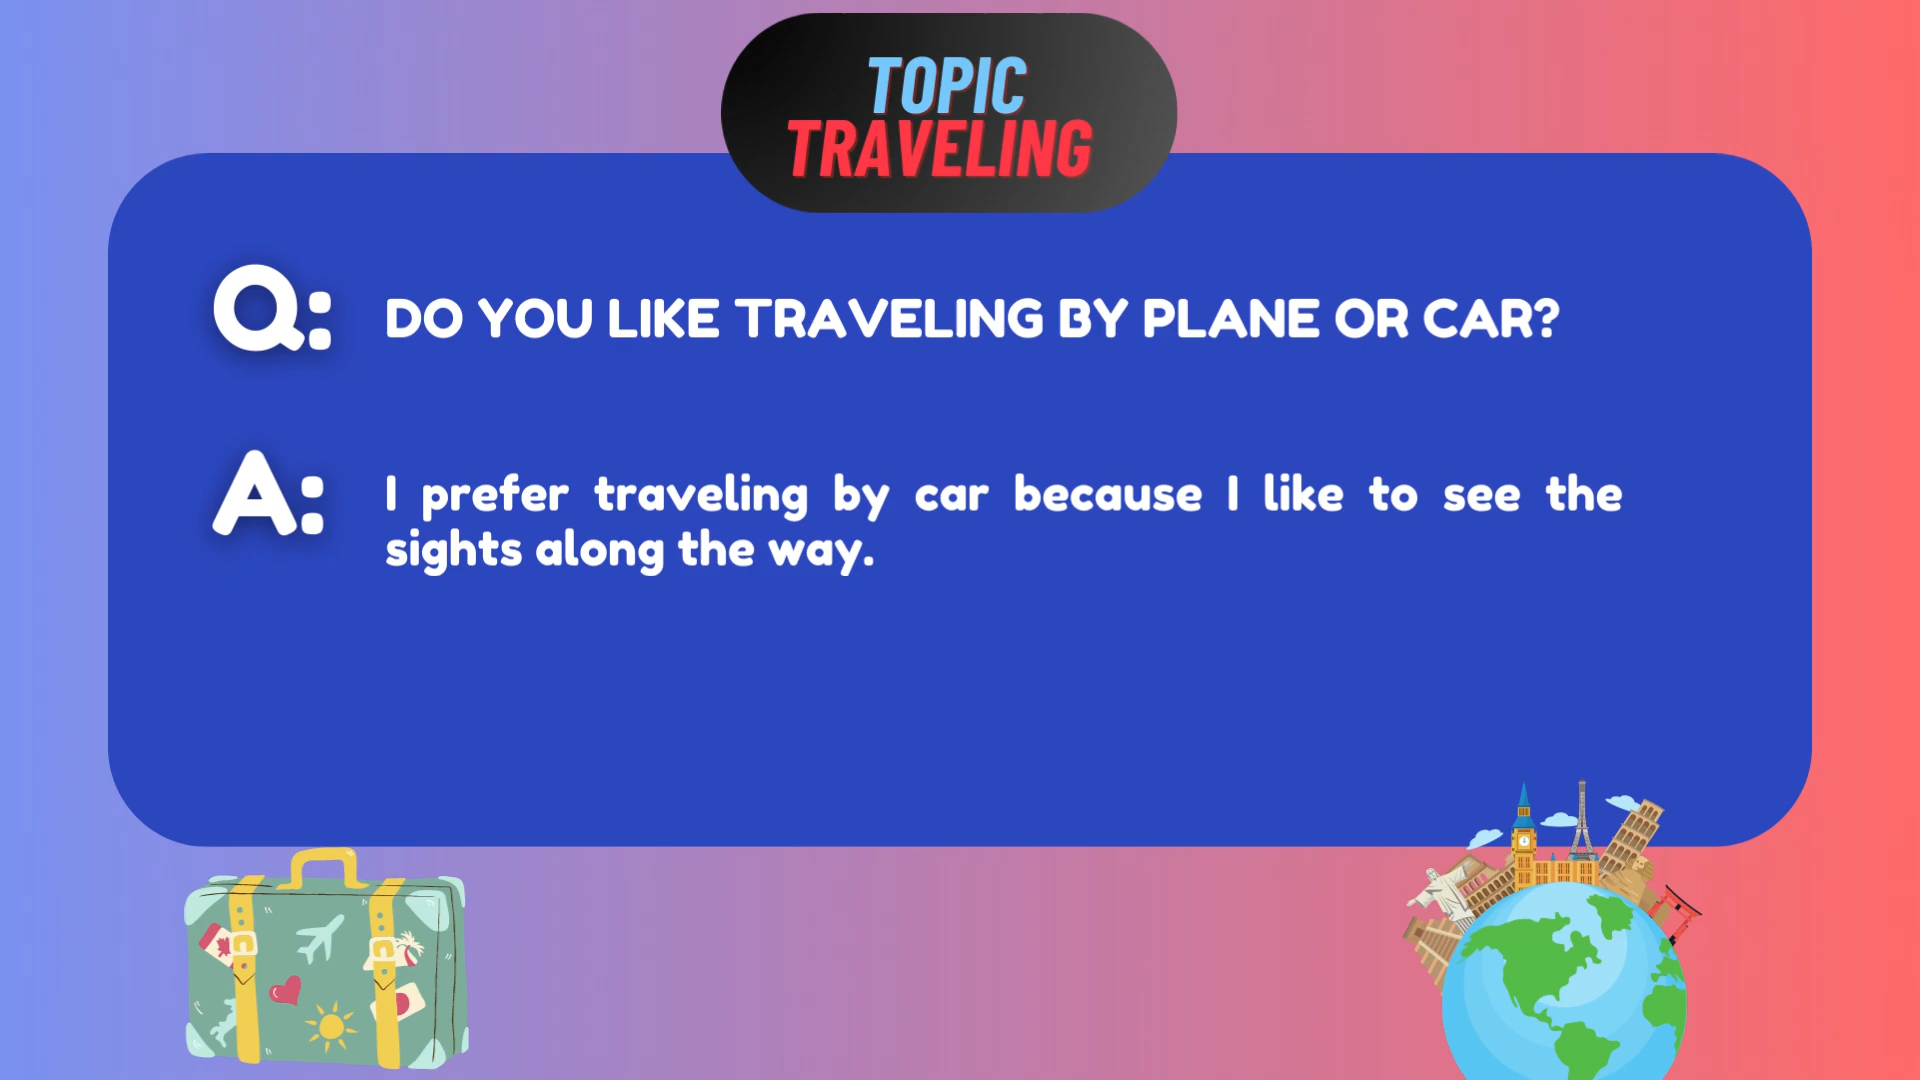 TOPIC
TRAVELING
Q: DO YOU LIKE TRAVELING BY PLANE OR CAR?
A: I prefer traveling by car because I like to see the
sights along the way.